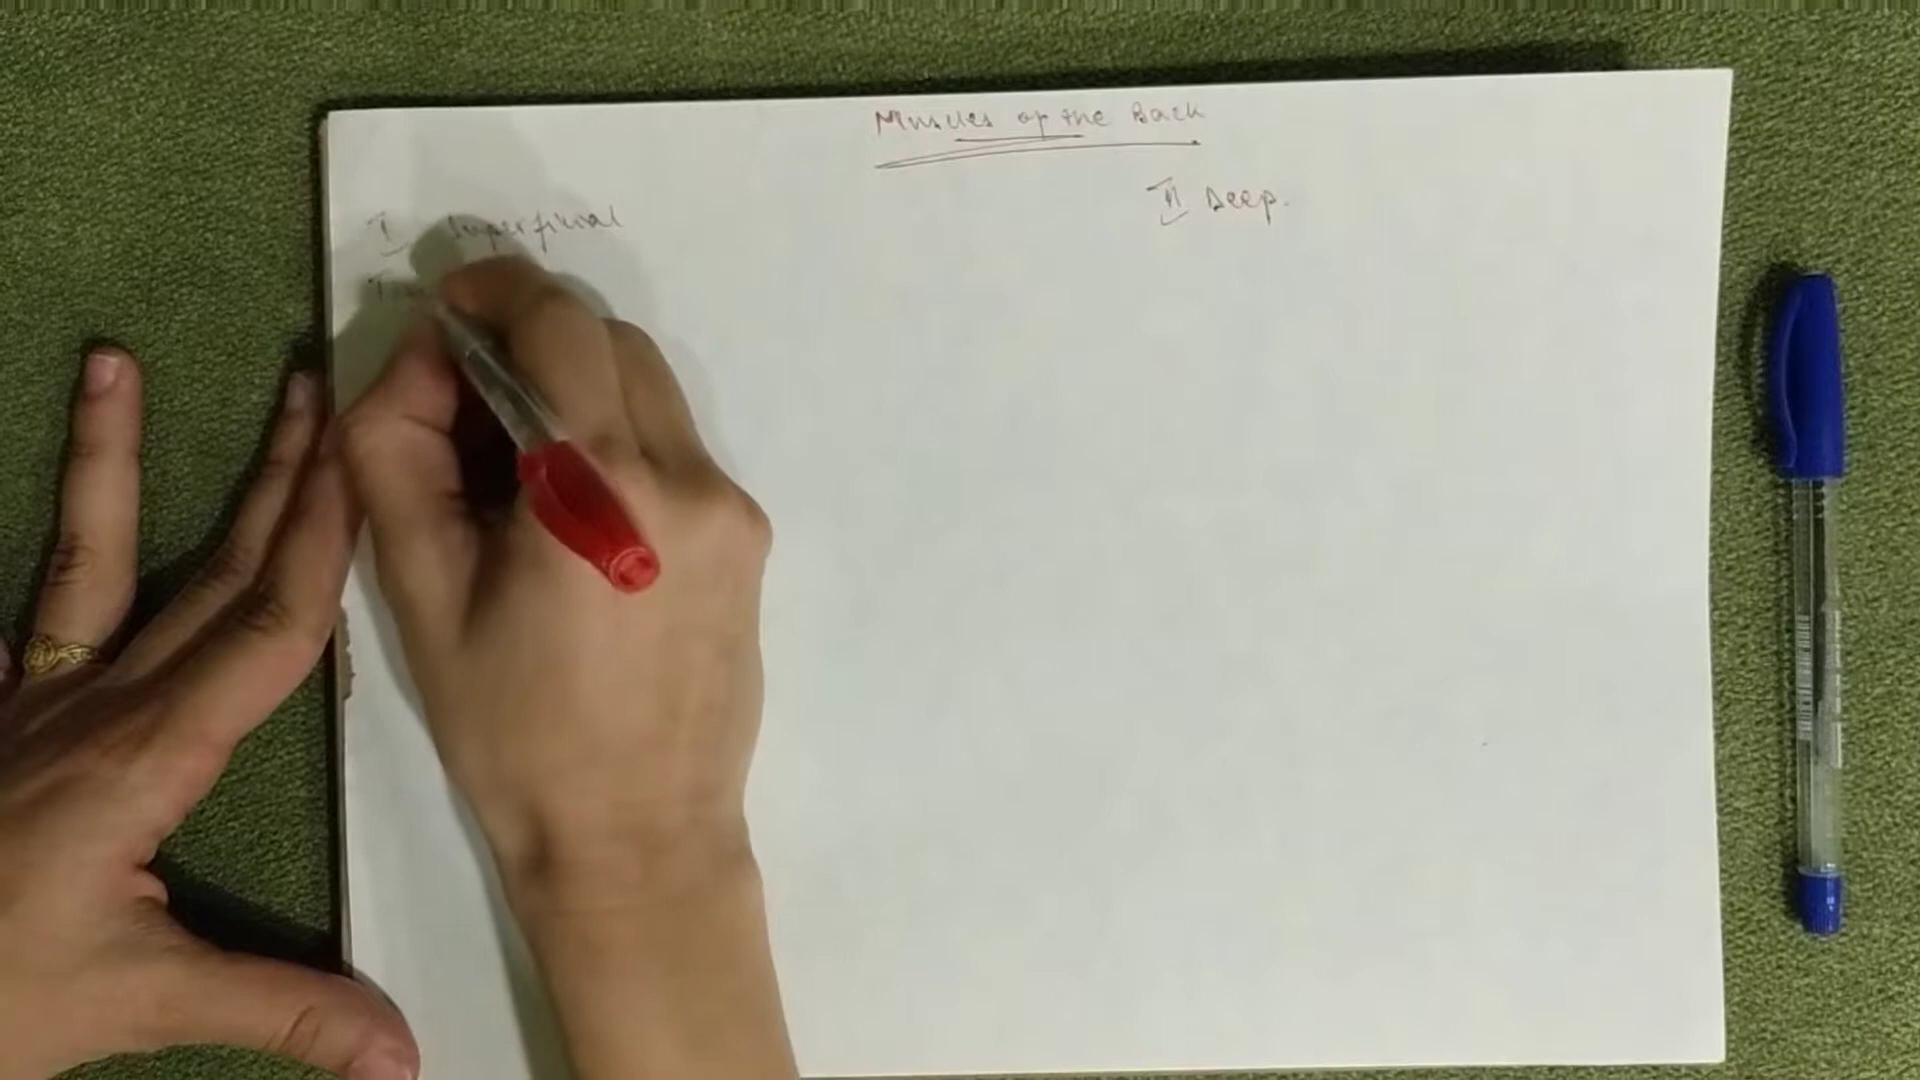 Muscles of the Back
I Superficial
II Deep.